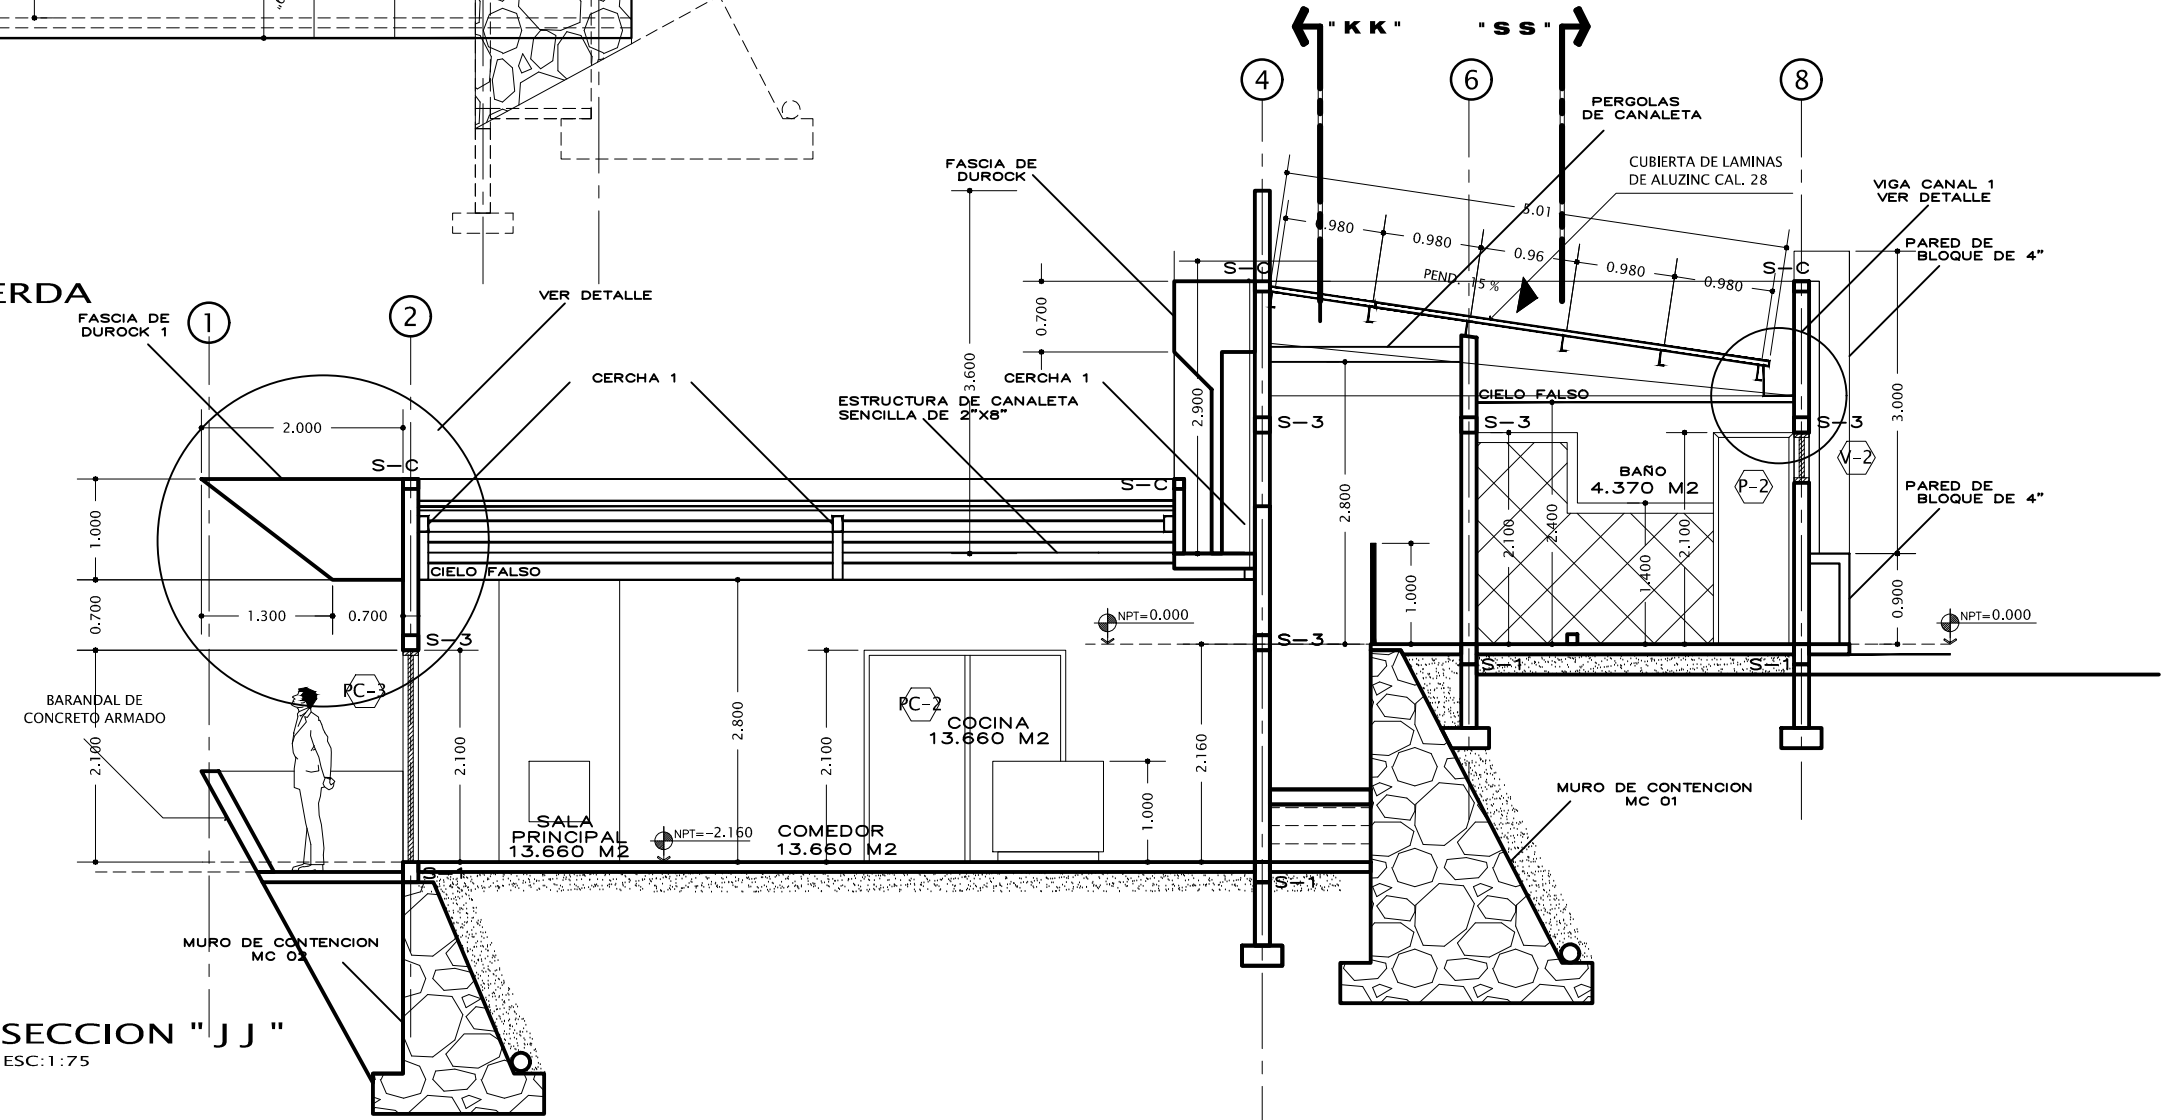 "KK"
"SS"
4
6
8
PERGOLAS
DE CANALETA
CUBIERTA DE LAMINAS
DE ALUZINC CAL. 28
FASCIA DE
DUROCK
VIGA CANAL 1
VER DETALLE
PARED DE
BLOQUE DE 4"
5.01
0.980
0.980
0.96
0.980
0.980
PEND. 15 %
S-C
S-C
ERDA
VER DETALLE
FASCIA DE
DUROCK 1
1
2
0.700
3.600
2.900
3.000
CERCHA 1
CERCHA 1
ESTRUCTURA DE CANALETA
SENCILLA DE 2"X8"
CIELO FALSO
2.000
S-3
S-3
S-3
S-C
S-C
V-2
BAÑO
4.370 M2
P-2
PARED DE
BLOQUE DE 4"
1.000
2.800
2.100
2.400
1.400
2.100
CIELO FALSO
1.000
0.900
0.700
1.300
0.700
NPT=0.000
NPT=0.000
S-3
S-3
S-1
S-1
PC-3
BARANDAL DE
CONCRETO ARMADO
PC-2
COCINA
13.660 M2
2.100
2.100
2.800
2.100
2.160
1.000
MURO DE CONTENCION
MC 01
SALA
PRINCIPAL
13.660 M2
NPT=-2.160
COMEDOR
13.660 M2
S-1
S-1
MURO DE CONTENCION
MC 02
SECCION "JJ"
ESC:1:75